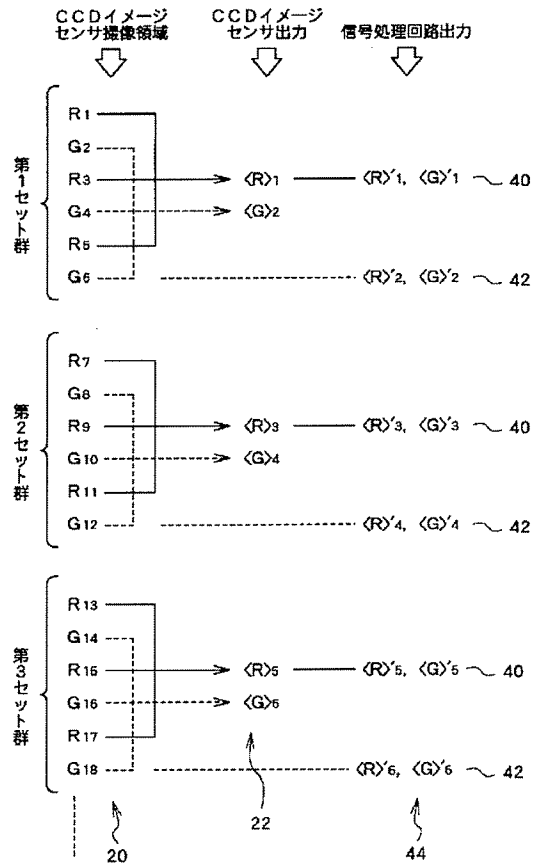 CCDイメージ
センサ撮像領域
CCDイメージ
センサ出力
信号処理回路出力
第1セット群
R1
G2
R3
〈R〉1
〈R〉'1, 〈G〉'1
40
G4
〈G〉2
R5
G6
〈R〉'2, 〈G〉'2
42
第2セット群
R7
G8
R9
〈R〉3
〈R〉'3, 〈G〉'3
40
G10
〈G〉4
R11
G12
〈R〉'4, 〈G〉'4
42
第3セット群
R13
G14
R15
〈R〉5
〈R〉'5, 〈G〉'5
40
G16
〈G〉6
R17
G18
〈R〉'6, 〈G〉'6
42
20
22
44